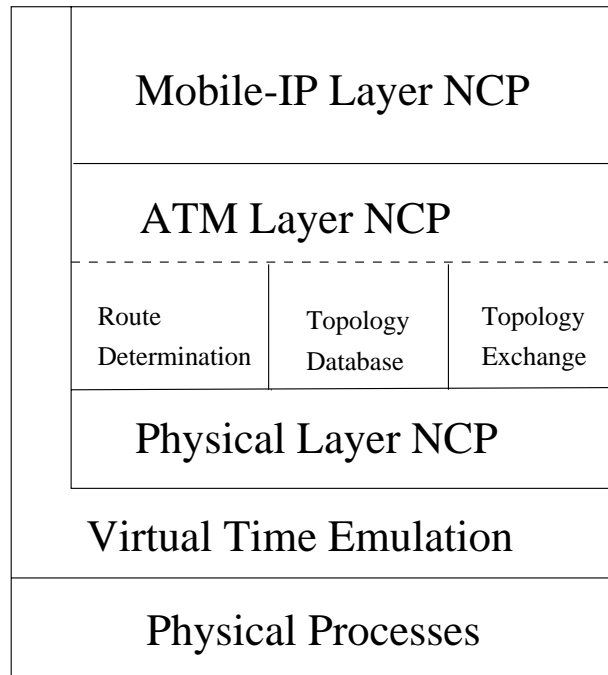 Mobile-IP Layer NCP
ATM Layer NCP
Route
Determination
Topology
Database
Topology
Exchange
Physical Layer NCP
Virtual Time Emulation
Physical Processes